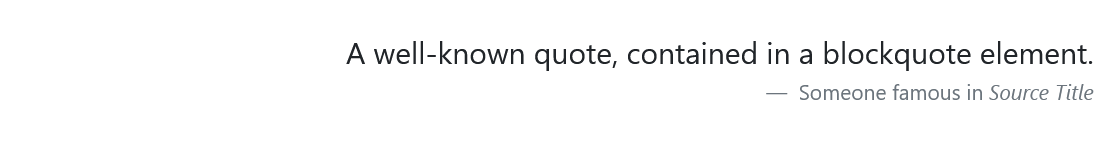 A well-known quote, contained in a blockquote element.
— Someone famous in Source Title